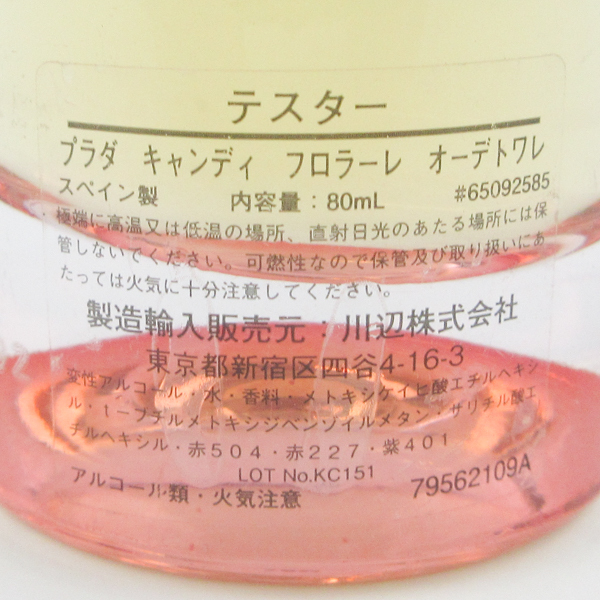 テスター
プラダ キャンディ フロラーレ オーデトワレ
スペイン製 内容量：80mL #65092585
極端に高温又は低温の場所、直射日光のあたる場所には保
管しないでください。可燃性なので保管及び取り扱いにあ
たっては火気に十分注意してください。
製造輸入販売元：川辺株式会社
東京都新宿区四谷4-16-3
変性アルコール・水・香料・メトキシケイヒ酸エチルヘキシ
ル・t－ブチルメトキシジベンゾイルメタン・サリチル酸エ
チルヘキシル・赤504・赤227・紫401
LOT No.KC151
アルコール類・火気注意 79562109A